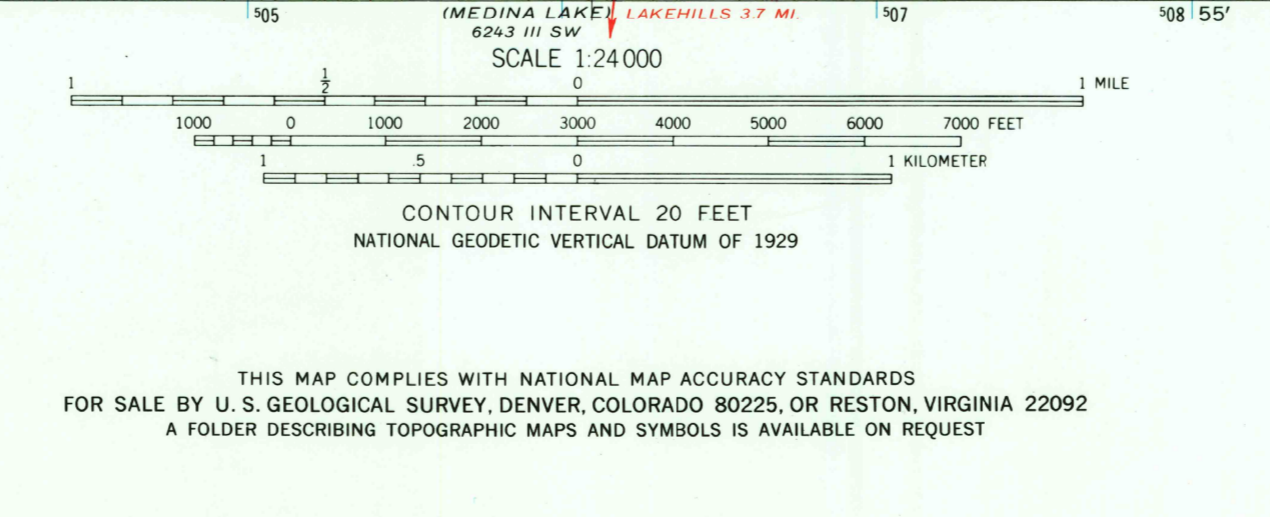 505 (MEDINA LAKE) LAKEHILLS 3.7 MI. 507 508 55'
6243 III SW
SCALE 1:24000
1 1/2 0 1 MILE
1000 0 1000 2000 3000 4000 5000 6000 7000 FEET
1 .5 0 1 KILOMETER
CONTOUR INTERVAL 20 FEET
NATIONAL GEODETIC VERTICAL DATUM OF 1929
THIS MAP COMPLIES WITH NATIONAL MAP ACCURACY STANDARDS
FOR SALE BY U. S. GEOLOGICAL SURVEY, DENVER, COLORADO 80225, OR RESTON, VIRGINIA 22092
A FOLDER DESCRIBING TOPOGRAPHIC MAPS AND SYMBOLS IS AVAILABLE ON REQUEST